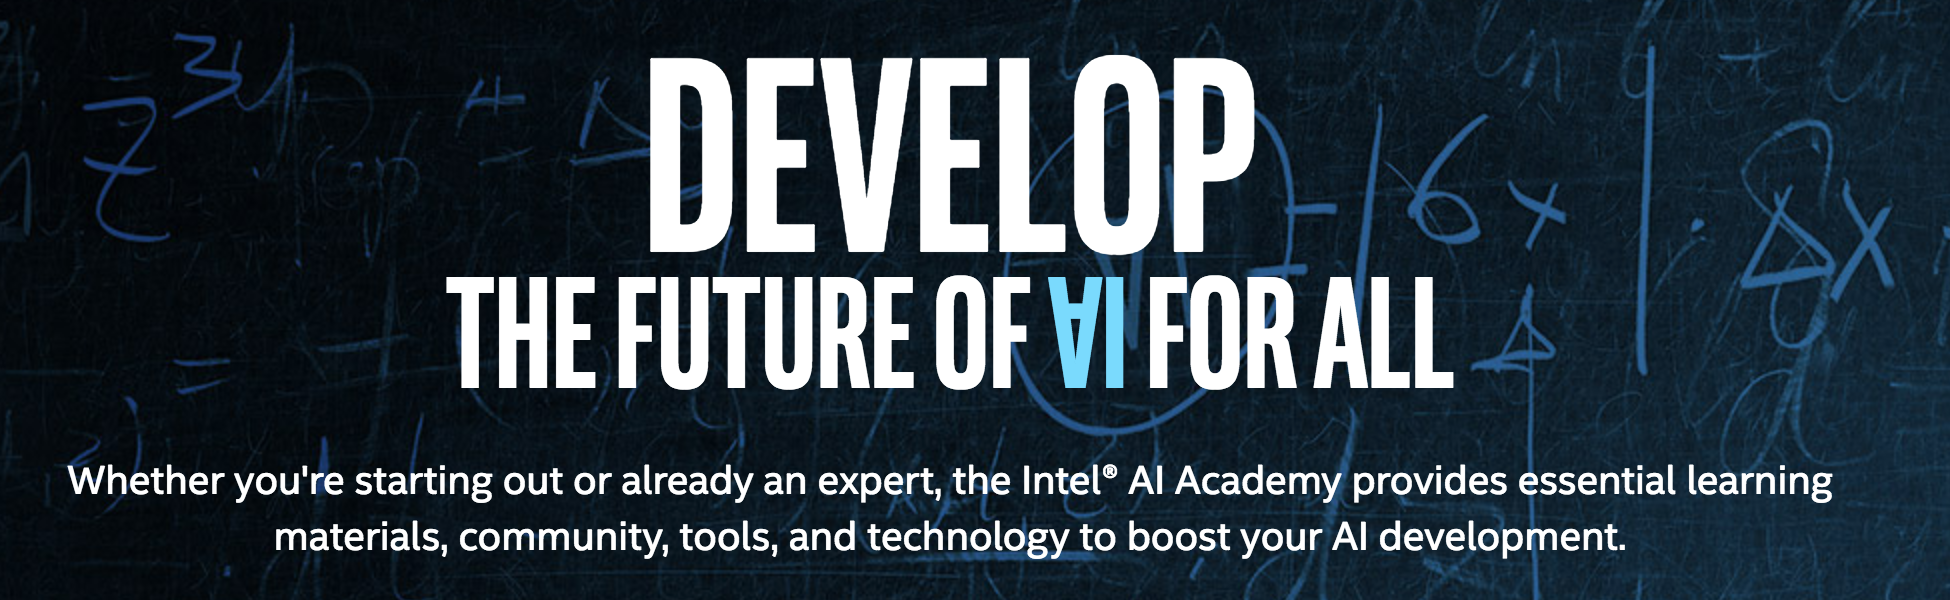 DEVELOP
THE FUTURE OF ∀I FOR ALL
Whether you're starting out or already an expert, the Intel® AI Academy provides essential learning
materials, community, tools, and technology to boost your AI development.